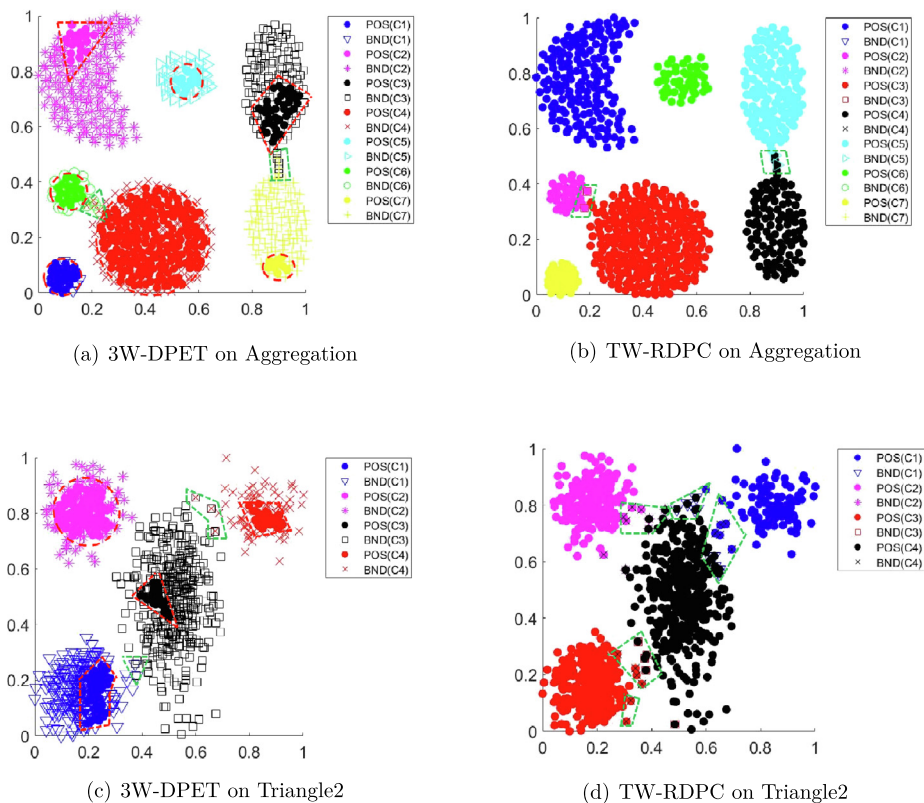 1
0.8
0.6
0.4
0.2
0
0 0.2 0.4 0.6 0.8 1
POS(C1)
BND(C1)
POS(C2)
BND(C2)
POS(C3)
BND(C3)
POS(C4)
BND(C4)
POS(C5)
BND(C5)
POS(C6)
BND(C6)
POS(C7)
BND(C7)
(a) 3W-DPET on Aggregation
1
0.8
0.6
0.4
0.2
0
0 0.2 0.4 0.6 0.8 1
POS(C1)
BND(C1)
POS(C2)
BND(C2)
POS(C3)
BND(C3)
POS(C4)
BND(C4)
POS(C5)
BND(C5)
POS(C6)
BND(C6)
POS(C7)
BND(C7)
(b) TW-RDPC on Aggregation
1
0.8
0.6
0.4
0.2
0
0 0.2 0.4 0.6 0.8 1
POS(C1)
BND(C1)
POS(C2)
BND(C2)
POS(C3)
BND(C3)
POS(C4)
BND(C4)
(c) 3W-DPET on Triangle2
1
0.8
0.6
0.4
0.2
0
0 0.2 0.4 0.6 0.8 1
POS(C1)
BND(C1)
POS(C2)
BND(C2)
POS(C3)
BND(C3)
POS(C4)
BND(C4)
(d) TW-RDPC on Triangle2